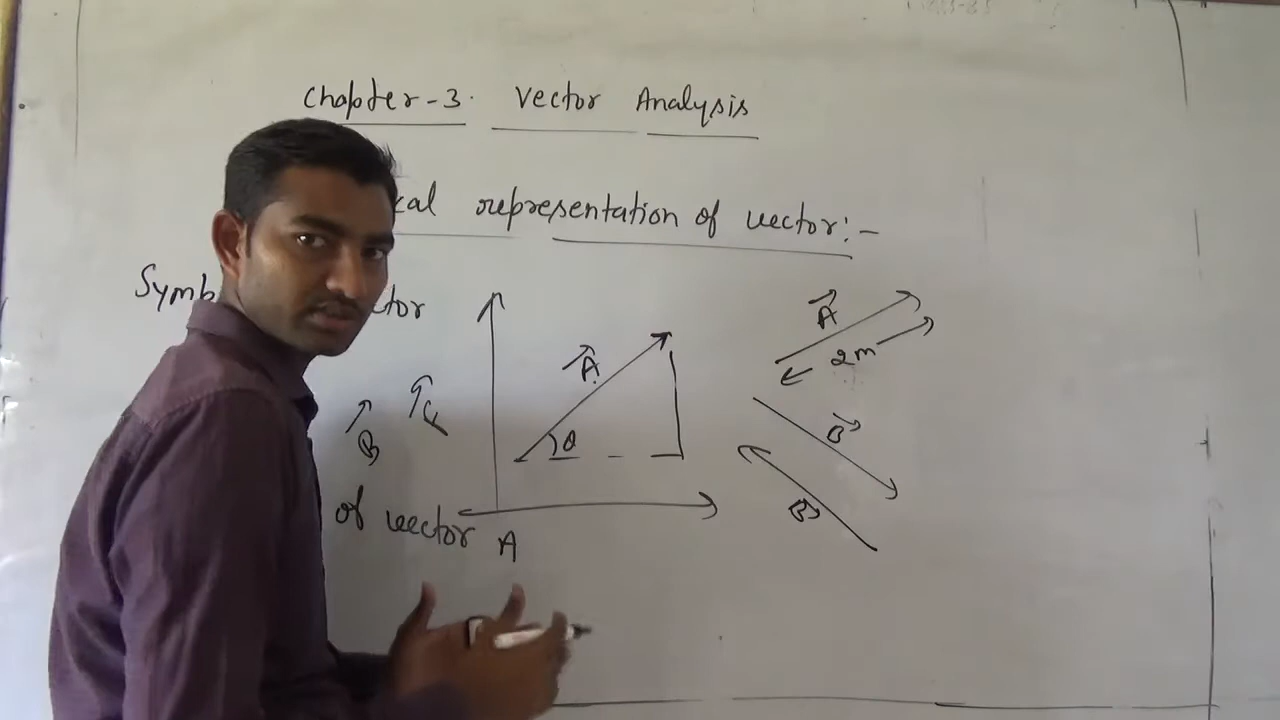 Chapter-3. Vector Analysis
cal representation of vector:-
Symb ctor
A
A
2m
B
F
θ
B
B
of vector A